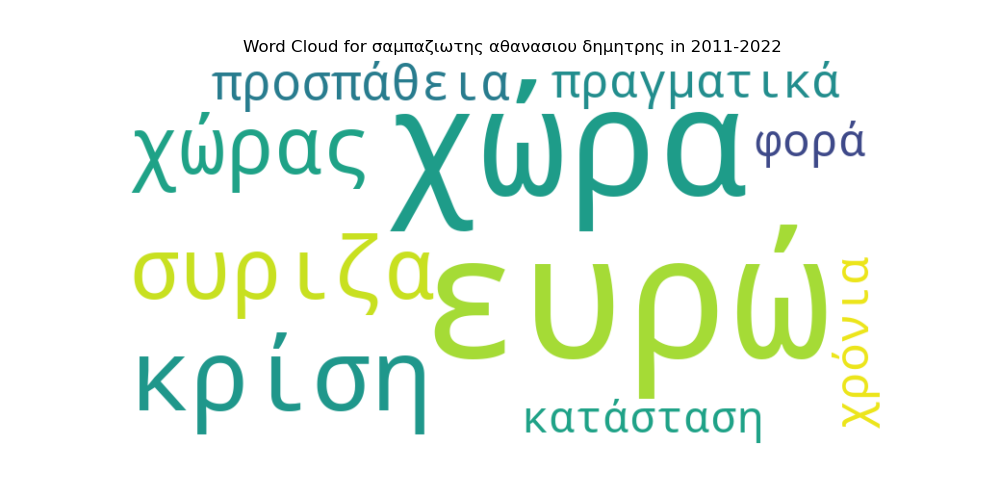 Word Cloud for σαμπαζιωτης αθανασιου δημητρης in 2011-2022
προσπάθεια πραγματικά
χώρας χώρα φορά
συριζα ευρώ χρόνια
κρίση
κατάσταση